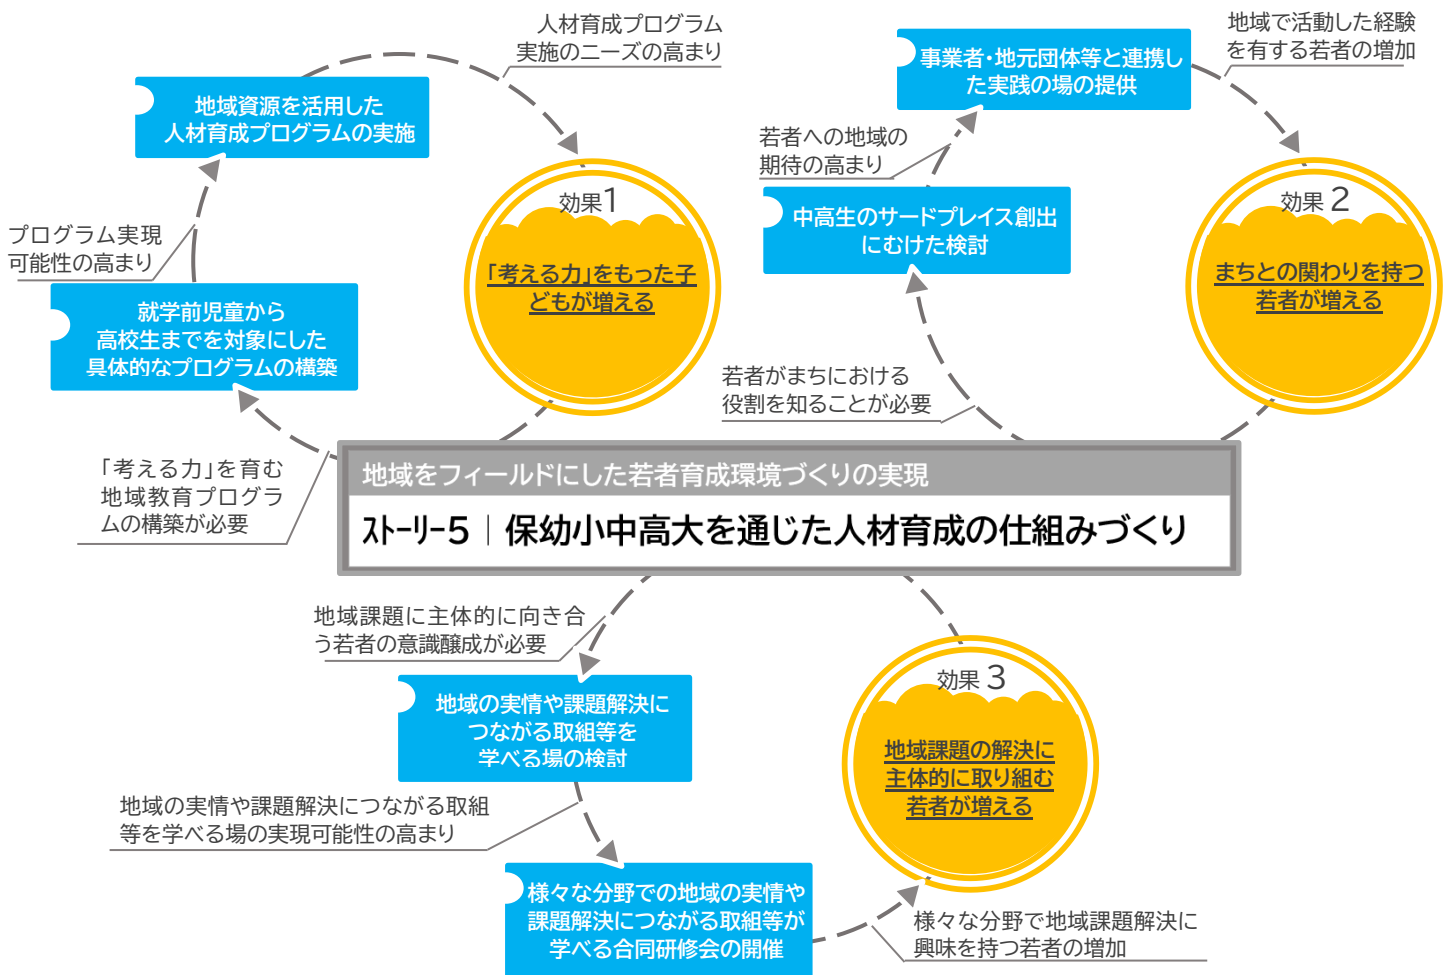 人材育成プログラム
実施のニーズの高まり
地域資源を活用した
人材育成プログラムの実施
プログラム実現
可能性の高まり
就学前児童から
高校生までを対象にした
具体的なプログラムの構築
「考える力」を育む
地域教育プログラ
ムの構築が必要
効果1
「考える力」をもった子
どもが増える
地域で活動した経験
を有する若者の増加
事業者・地元団体等と連携し
た実践の場の提供
若者への地域の
期待の高まり
中高生のサードプレイス創出
にむけた検討
若者がまちにおける
役割を知ることが必要
効果２
まちとの関わりを持つ
若者が増える
地域をフィールドにした若者育成環境づくりの実現
ｽﾄｰﾘｰ5｜保幼小中高大を通じた人材育成の仕組みづくり
地域課題に主体的に向き合
う若者の意識醸成が必要
地域の実情や課題解決に
つながる取組等を
学べる場の検討
地域の実情や課題解決につながる取組
等を学べる場の実現可能性の高まり
様々な分野での地域の実情や
課題解決につながる取組等が
学べる合同研修会の開催
効果３
地域課題の解決に
主体的に取り組む
若者が増える
様々な分野で地域課題解決に
興味を持つ若者の増加